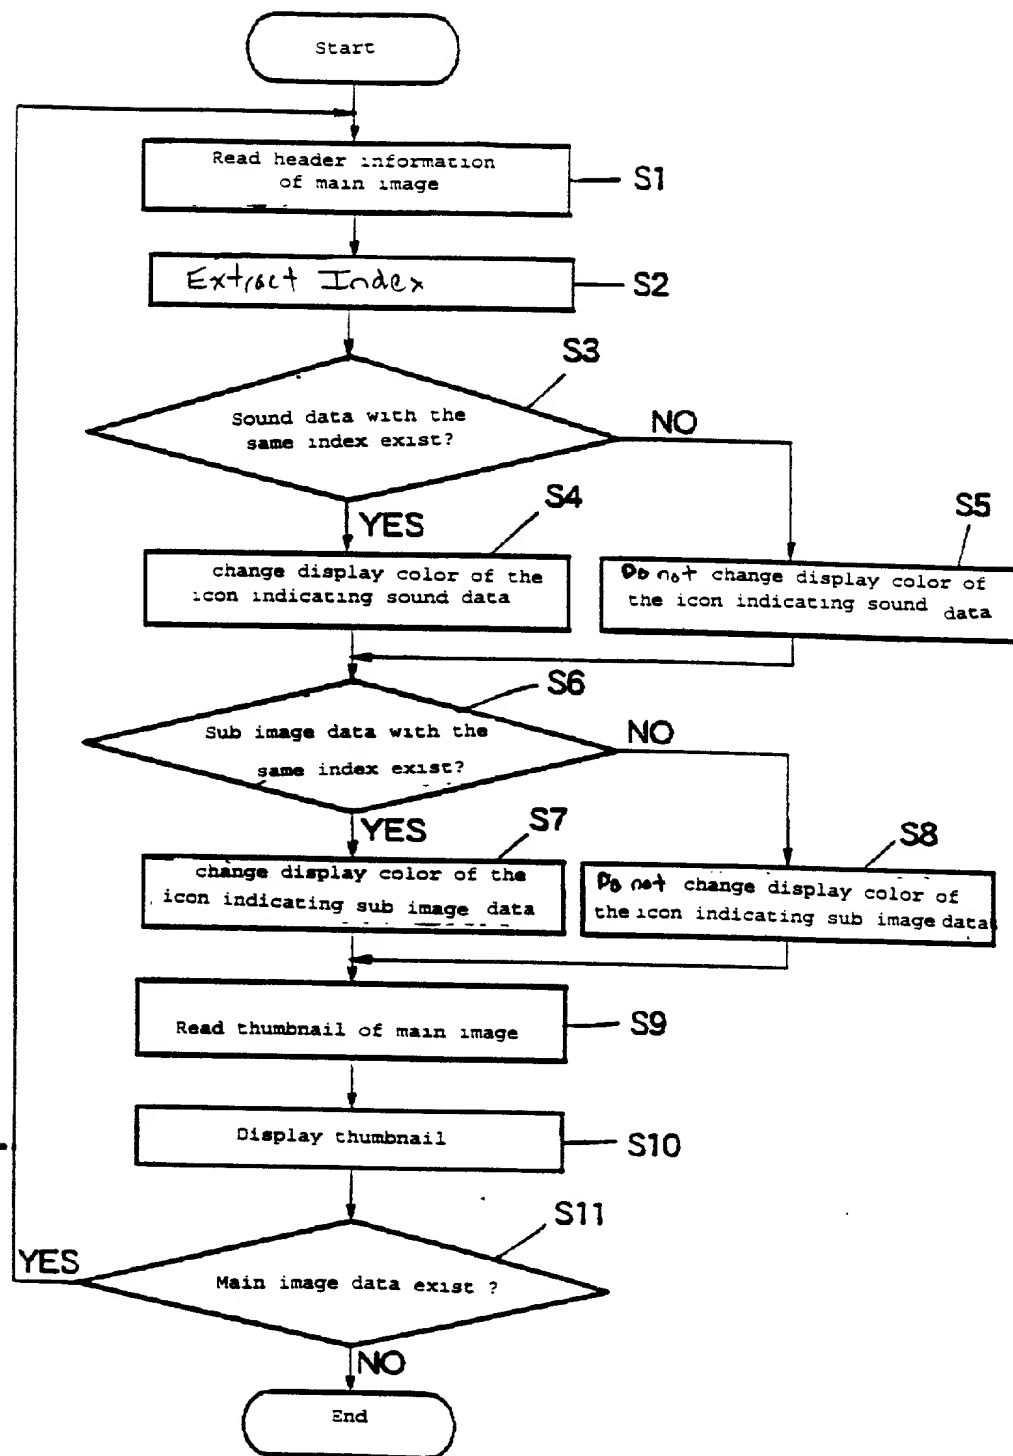 Start
Read header information
of main image
S1
Extract Index
S2
S3
Sound data with the
same index exist?
NO
YES
S4
change display color of the
icon indicating sound data
S5
Do not change display color of
the icon indicating sound data
S6
Sub image data with the
same index exist?
NO
YES
S7
change display color of the
icon indicating sub image data
S8
Do not change display color of
the icon indicating sub image data
Read thumbnail of main image
S9
Display thumbnail
S10
S11
YES
Main image data exist ?
NO
End